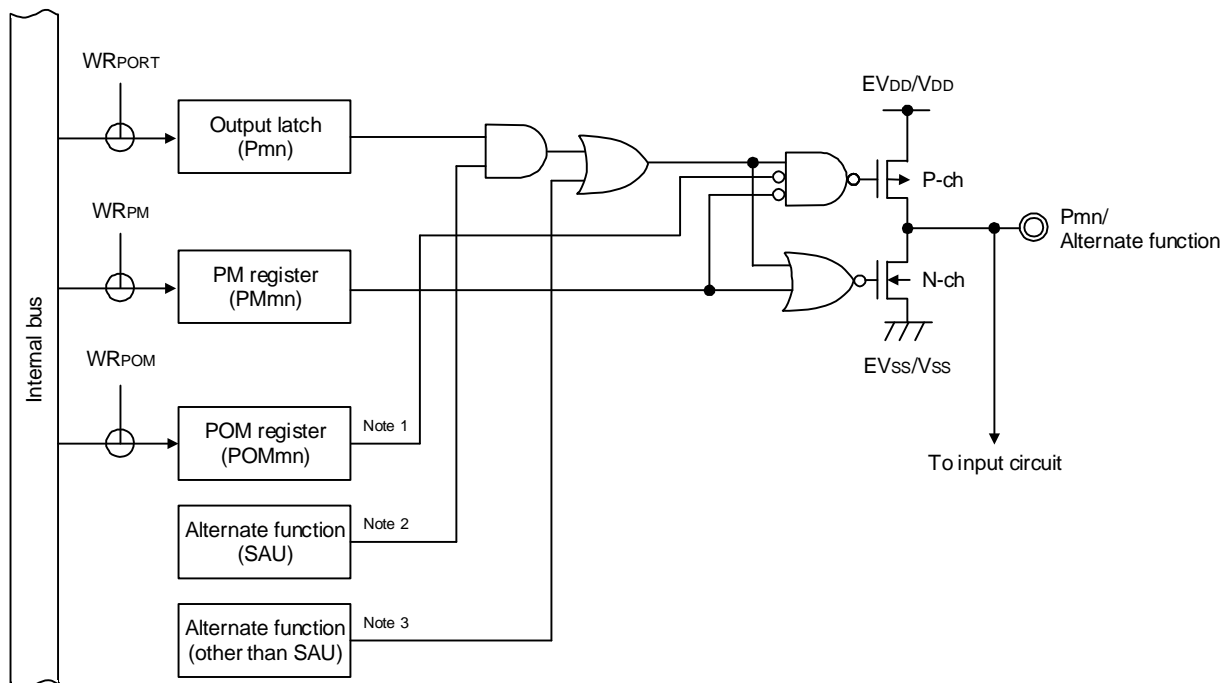 WRPORT
Output latch
(Pmn)
WRPM
PM register
(PMmn)
WRPOM
POM register
(POMmn)
Note 1
Alternate function
(SAU)
Note 2
Alternate function
(other than SAU)
Note 3
Internal bus
EVDD/VDD
P-ch
Pmn/
Alternate function
N-ch
EVSS/VSS
To input circuit